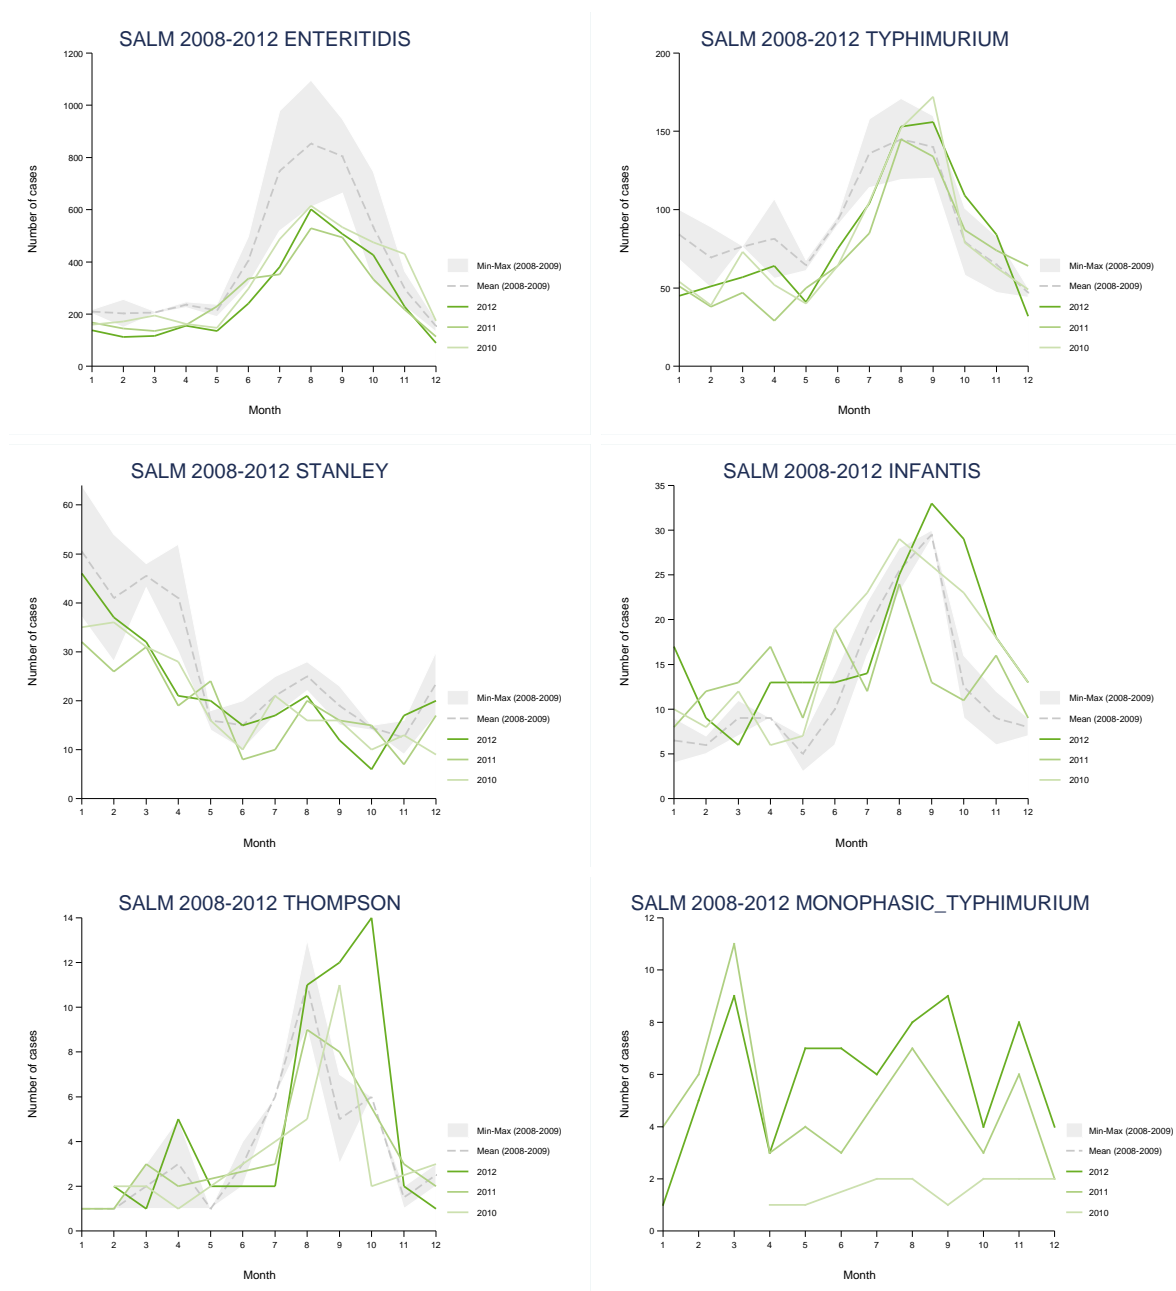 SALM 2008-2012 ENTERITIDIS
1200
1000
800
600
400
200
0
Number of cases
1 2 3 4 5 6 7 8 9 10 11 12
Month
Min-Max (2008-2009)
Mean (2008-2009)
2012
2011
2010
SALM 2008-2012 TYPHIMURIUM
200
150
100
50
0
Number of cases
1 2 3 4 5 6 7 8 9 10 11 12
Month
Min-Max (2008-2009)
Mean (2008-2009)
2012
2011
2010
SALM 2008-2012 STANLEY
60
50
40
30
20
10
0
Number of cases
1 2 3 4 5 6 7 8 9 10 11 12
Month
Min-Max (2008-2009)
Mean (2008-2009)
2012
2011
2010
SALM 2008-2012 INFANTIS
35
30
25
20
15
10
5
0
Number of cases
1 2 3 4 5 6 7 8 9 10 11 12
Month
Min-Max (2008-2009)
Mean (2008-2009)
2012
2011
2010
SALM 2008-2012 THOMPSON
14
12
10
8
6
4
2
0
Number of cases
1 2 3 4 5 6 7 8 9 10 11 12
Month
Min-Max (2008-2009)
Mean (2008-2009)
2012
2011
2010
SALM 2008-2012 MONOPHASIC_TYPHIMURIUM
12
10
8
6
4
2
0
Number of cases
1 2 3 4 5 6 7 8 9 10 11 12
Month
Min-Max (2008-2009)
Mean (2008-2009)
2012
2011
2010